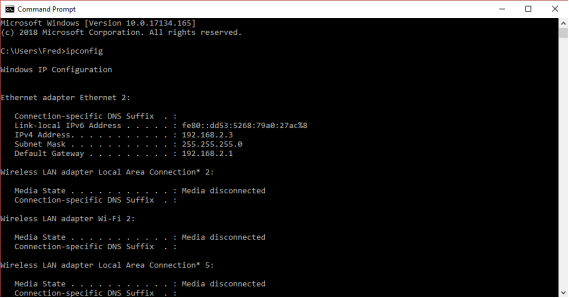 Command Prompt
Microsoft Windows [Version 10.0.17134.165]
(c) 2018 Microsoft Corporation. All rights reserved.
C:\Users\Fred>ipconfig
Windows IP Configuration
Ethernet adapter Ethernet 2:
Connection-specific DNS Suffix . :
Link-local IPv6 Address . . . . . : fe80::dd53:5268:79a0:27ac%8
IPv4 Address. . . . . . . . . . . : 192.168.2.3
Subnet Mask . . . . . . . . . . . : 255.255.255.0
Default Gateway . . . . . . . . . : 192.168.2.1
Wireless LAN adapter Local Area Connection* 2:
Media State . . . . . . . . . . . : Media disconnected
Connection-specific DNS Suffix . :
Wireless LAN adapter Wi-Fi 2:
Media State . . . . . . . . . . . : Media disconnected
Connection-specific DNS Suffix . :
Wireless LAN adapter Local Area Connection* 5:
Media State . . . . . . . . . . . : Media disconnected
Connection-specific DNS Suffix . :